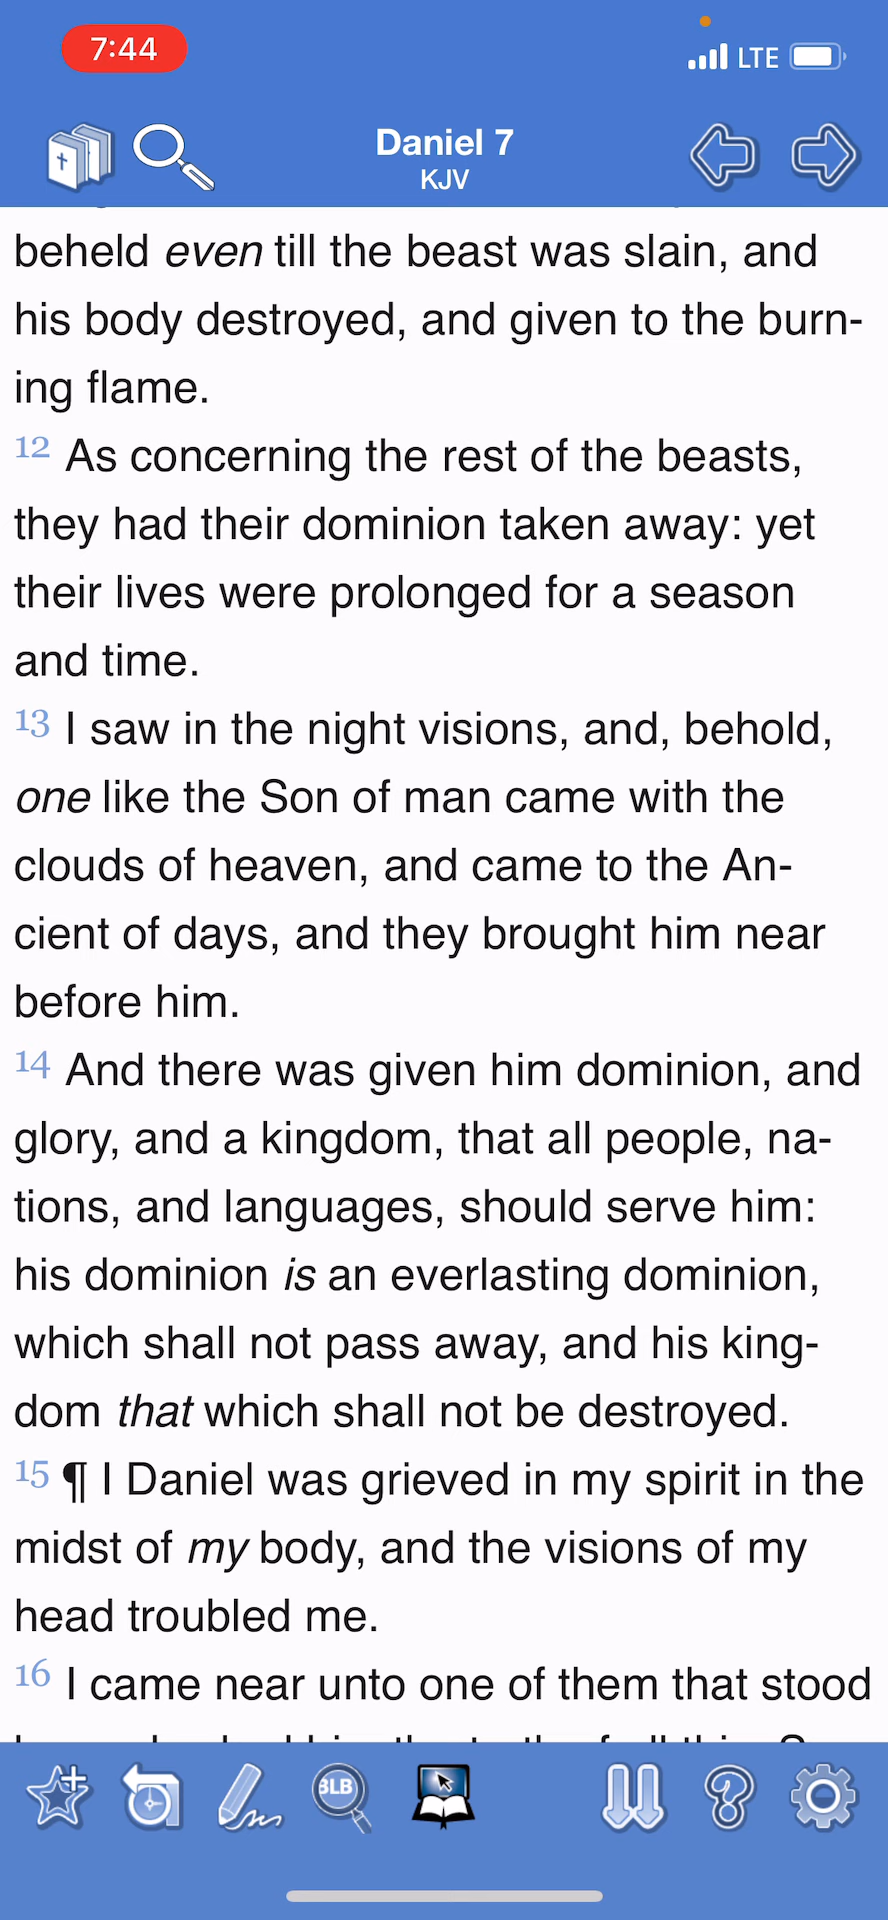 7:44
LTE
Daniel 7
KJV
beheld even till the beast was slain, and
his body destroyed, and given to the burn-
ing flame.
12 As concerning the rest of the beasts,
they had their dominion taken away: yet
their lives were prolonged for a season
and time.
13 I saw in the night visions, and, behold,
one like the Son of man came with the
clouds of heaven, and came to the An-
cient of days, and they brought him near
before him.
14 And there was given him dominion, and
glory, and a kingdom, that all people, na-
tions, and languages, should serve him:
his dominion is an everlasting dominion,
which shall not pass away, and his king-
dom that which shall not be destroyed.
15 ¶ I Daniel was grieved in my spirit in the
midst of my body, and the visions of my
head troubled me.
16 I came near unto one of them that stood
BLB